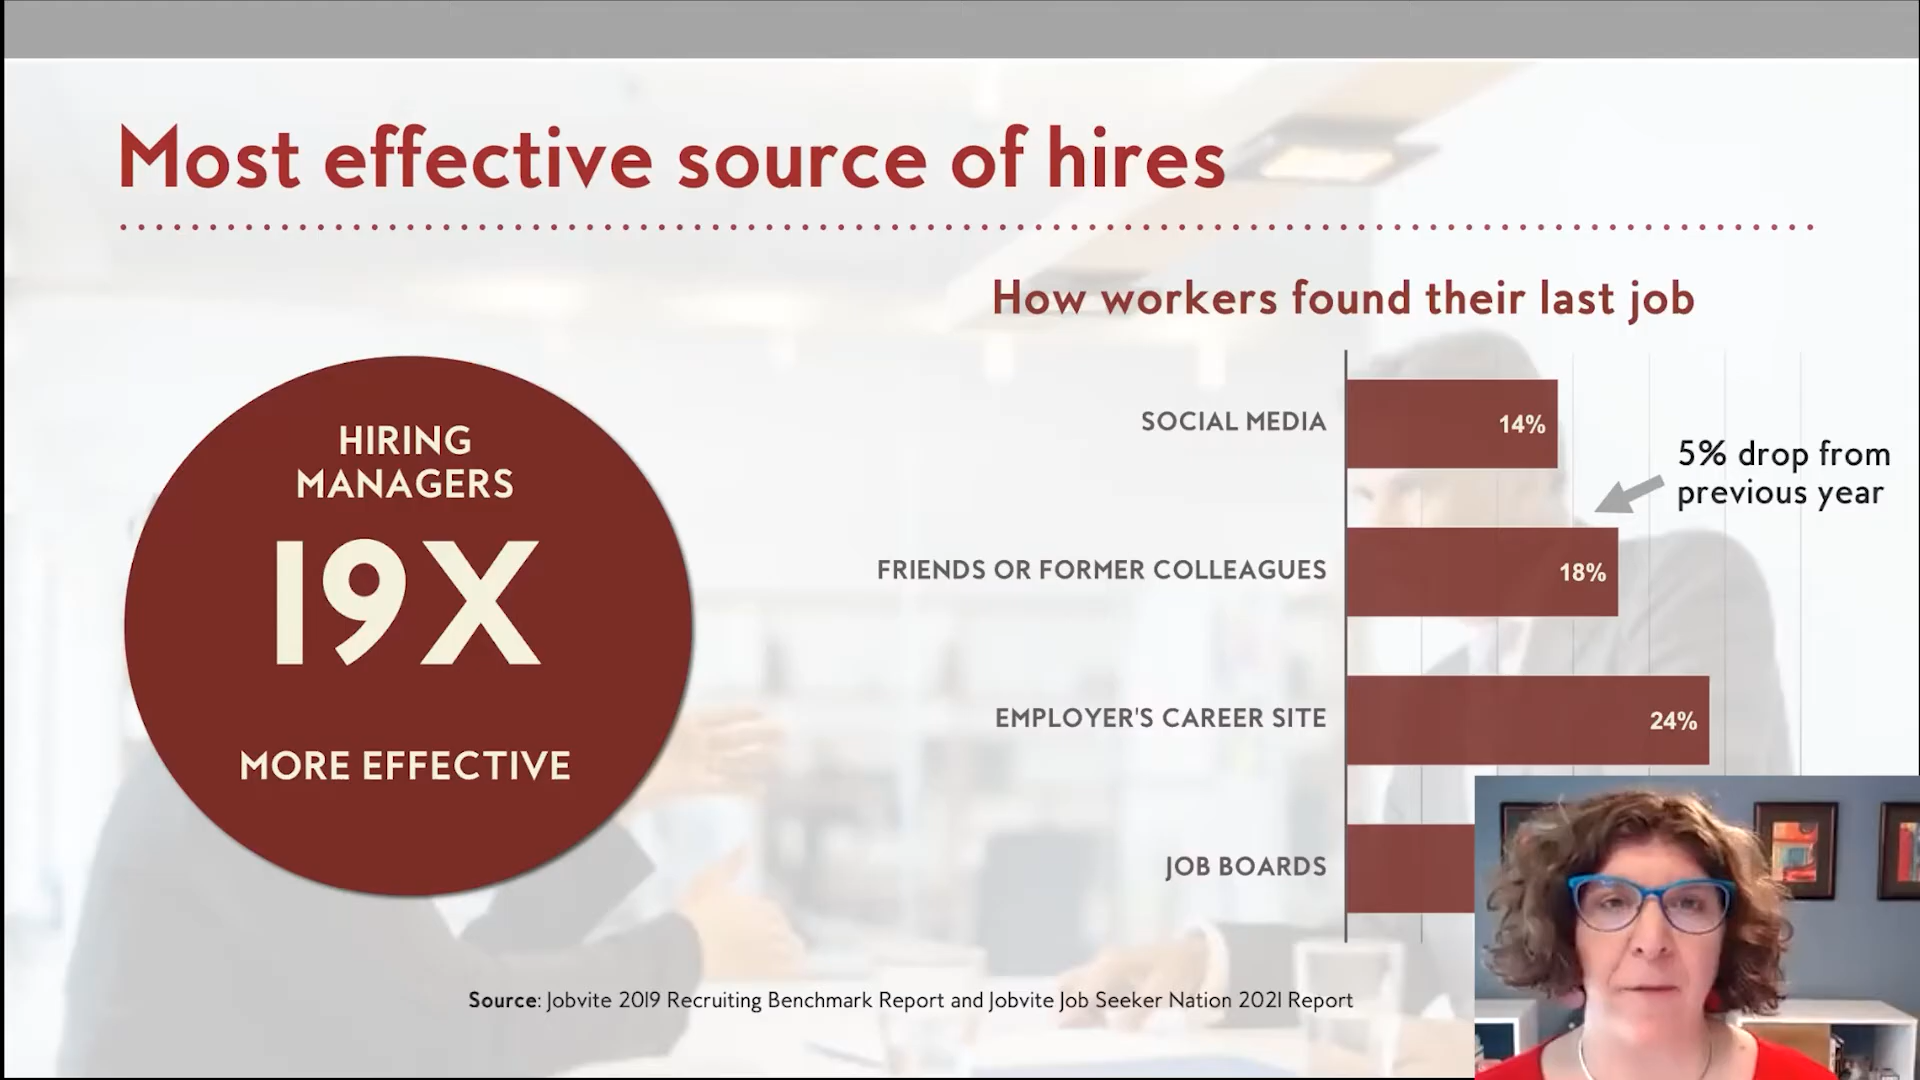 Most effective source of hires
HIRING
MANAGERS
19X
MORE EFFECTIVE
How workers found their last job
SOCIAL MEDIA
14%
5% drop from
previous year
FRIENDS OR FORMER COLLEAGUES
18%
EMPLOYER'S CAREER SITE
24%
JOB BOARDS
Source: Jobvite 2019 Recruiting Benchmark Report and Jobvite Job Seeker Nation 2021 Report